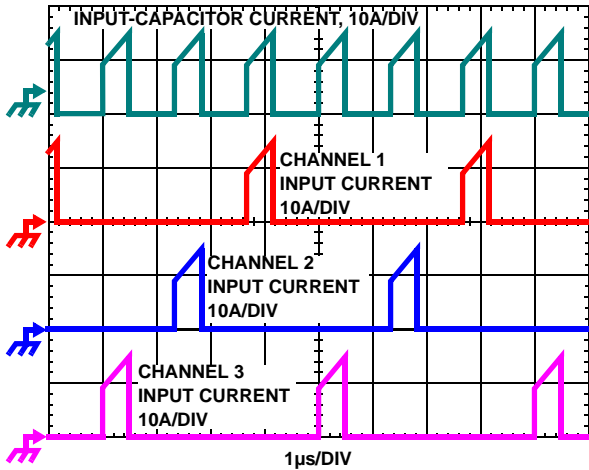 INPUT-CAPACITOR CURRENT, 10A/DIV
CHANNEL 1
INPUT CURRENT
10A/DIV
CHANNEL 2
INPUT CURRENT
10A/DIV
CHANNEL 3
INPUT CURRENT
10A/DIV
1µs/DIV